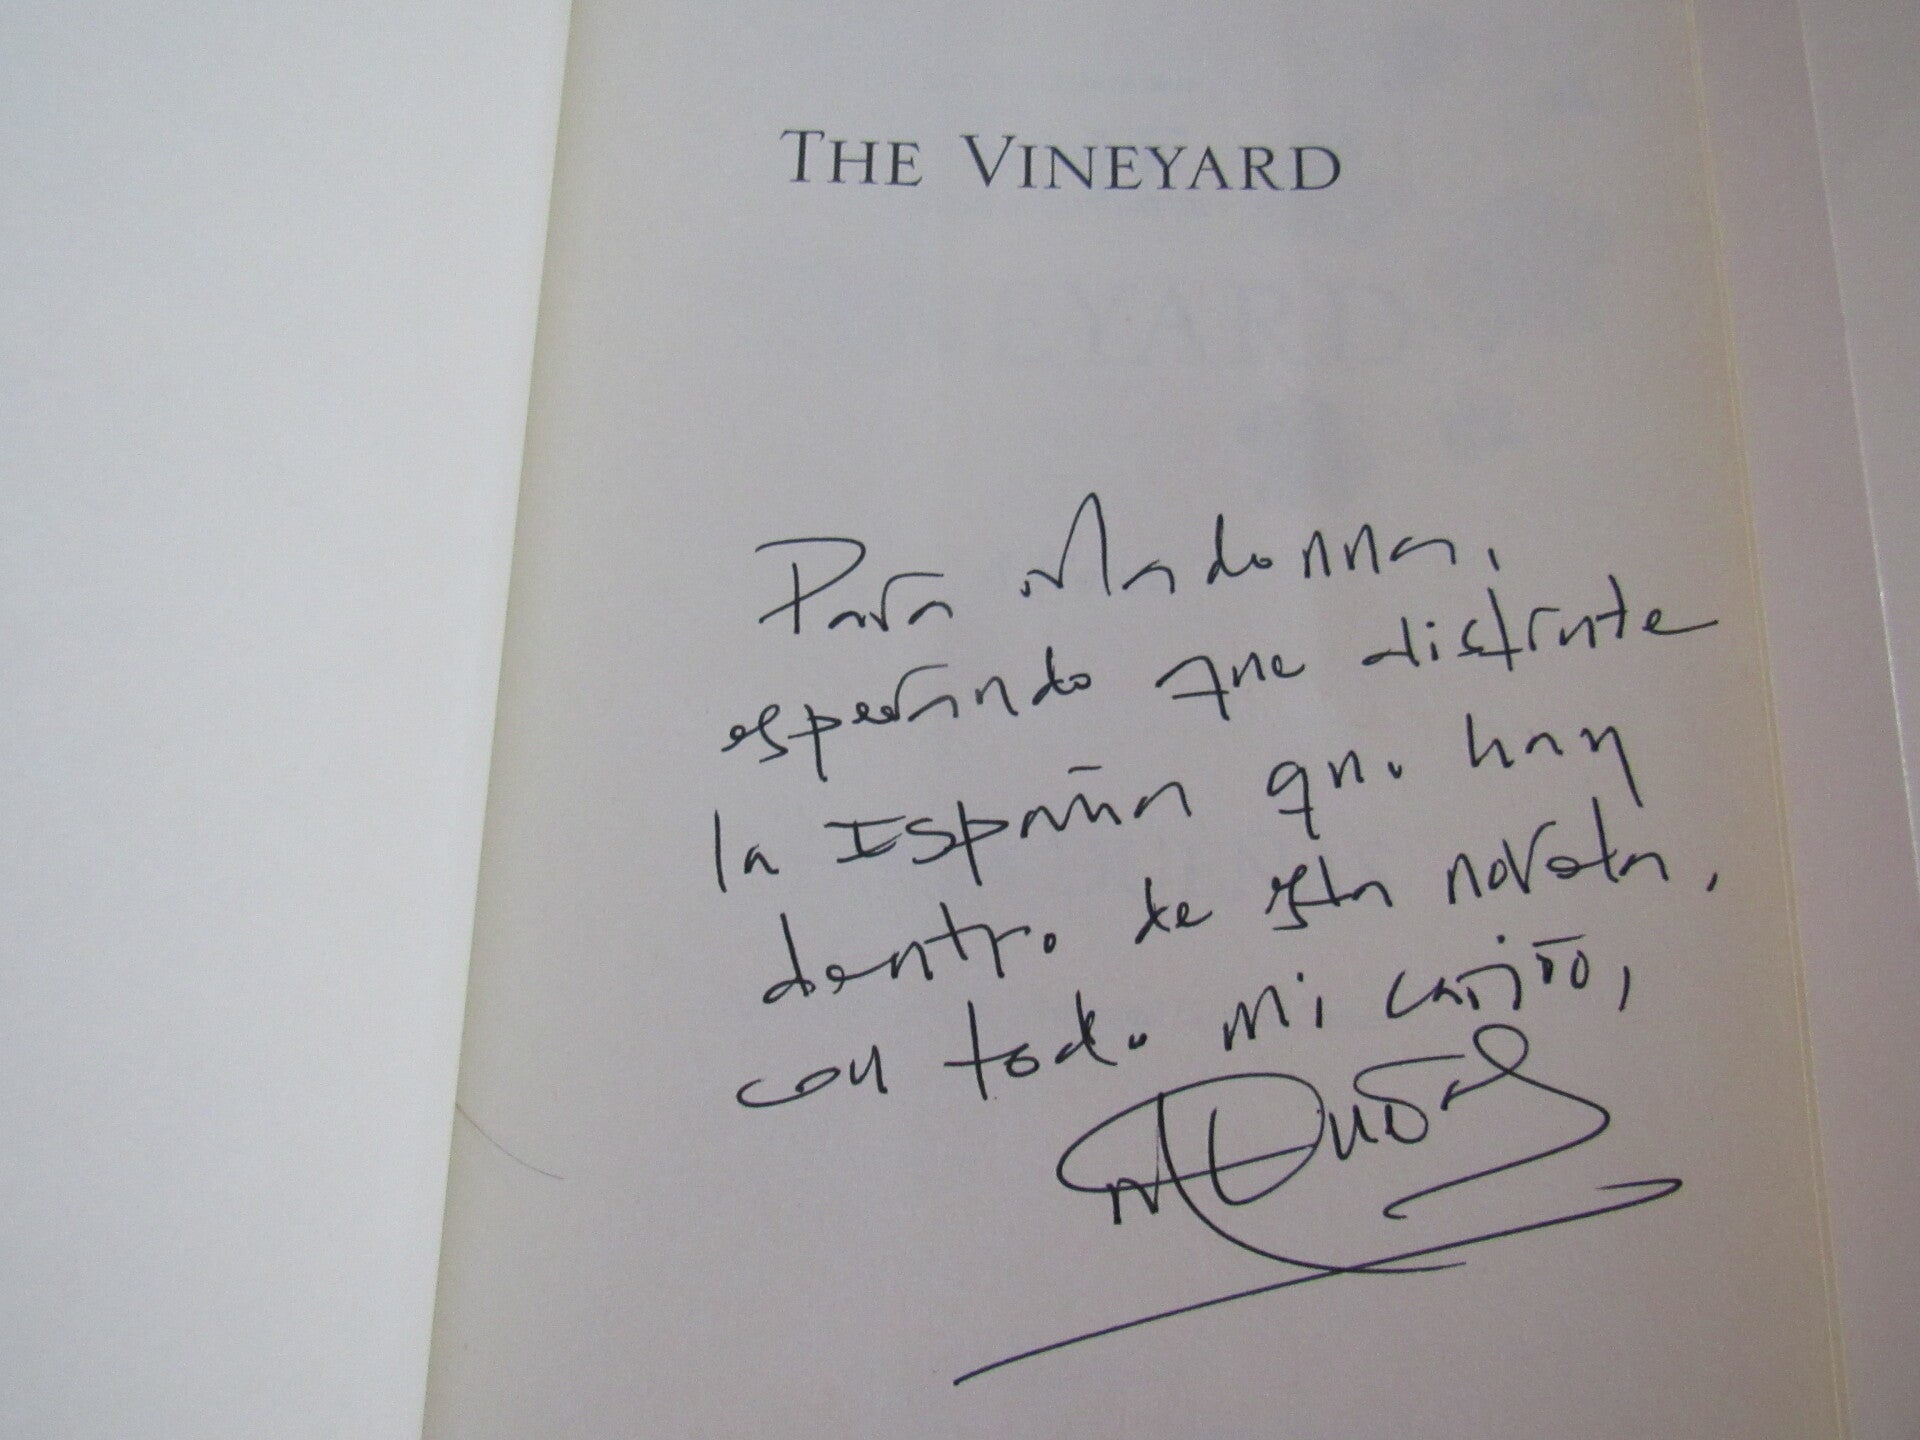 THE VINEYARD
Para Madonna,
esperando que disfrute
la España que hay
dentro de esta novela,
con todo mi cariño,
M Dueñas